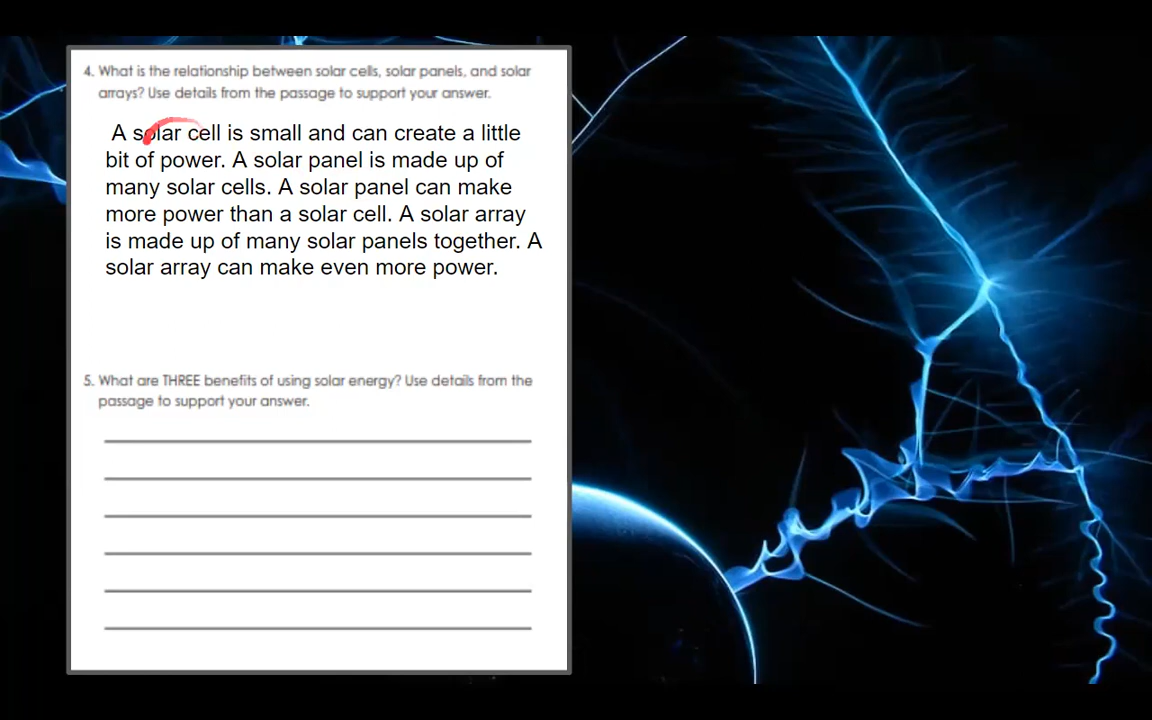 4. What is the relationship between solar cells, solar panels, and solar
arrays? Use details from the passage to support your answer.
A solar cell is small and can create a little
bit of power. A solar panel is made up of
many solar cells. A solar panel can make
more power than a solar cell. A solar array
is made up of many solar panels together. A
solar array can make even more power.
5. What are THREE benefits of using solar energy? Use details from the
passage to support your answer.